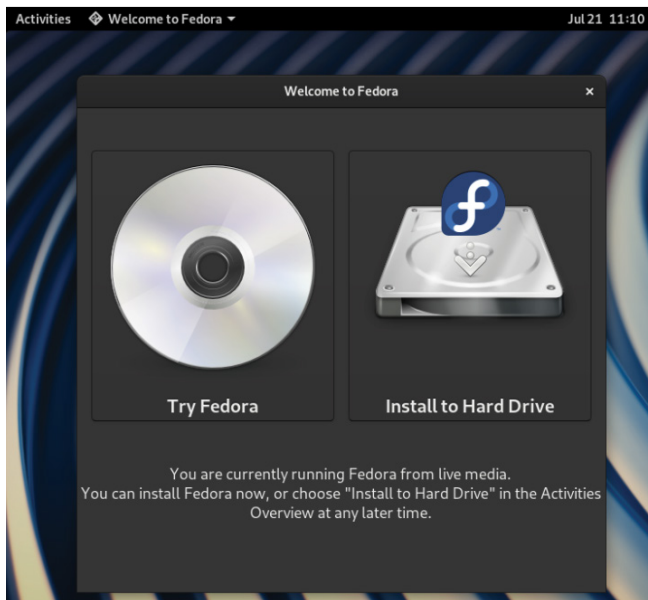 Activities Welcome to Fedora Jul 21 11:10
Welcome to Fedora ×
Try Fedora Install to Hard Drive
You are currently running Fedora from live media.
You can install Fedora now, or choose "Install to Hard Drive" in the Activities
Overview at any later time.